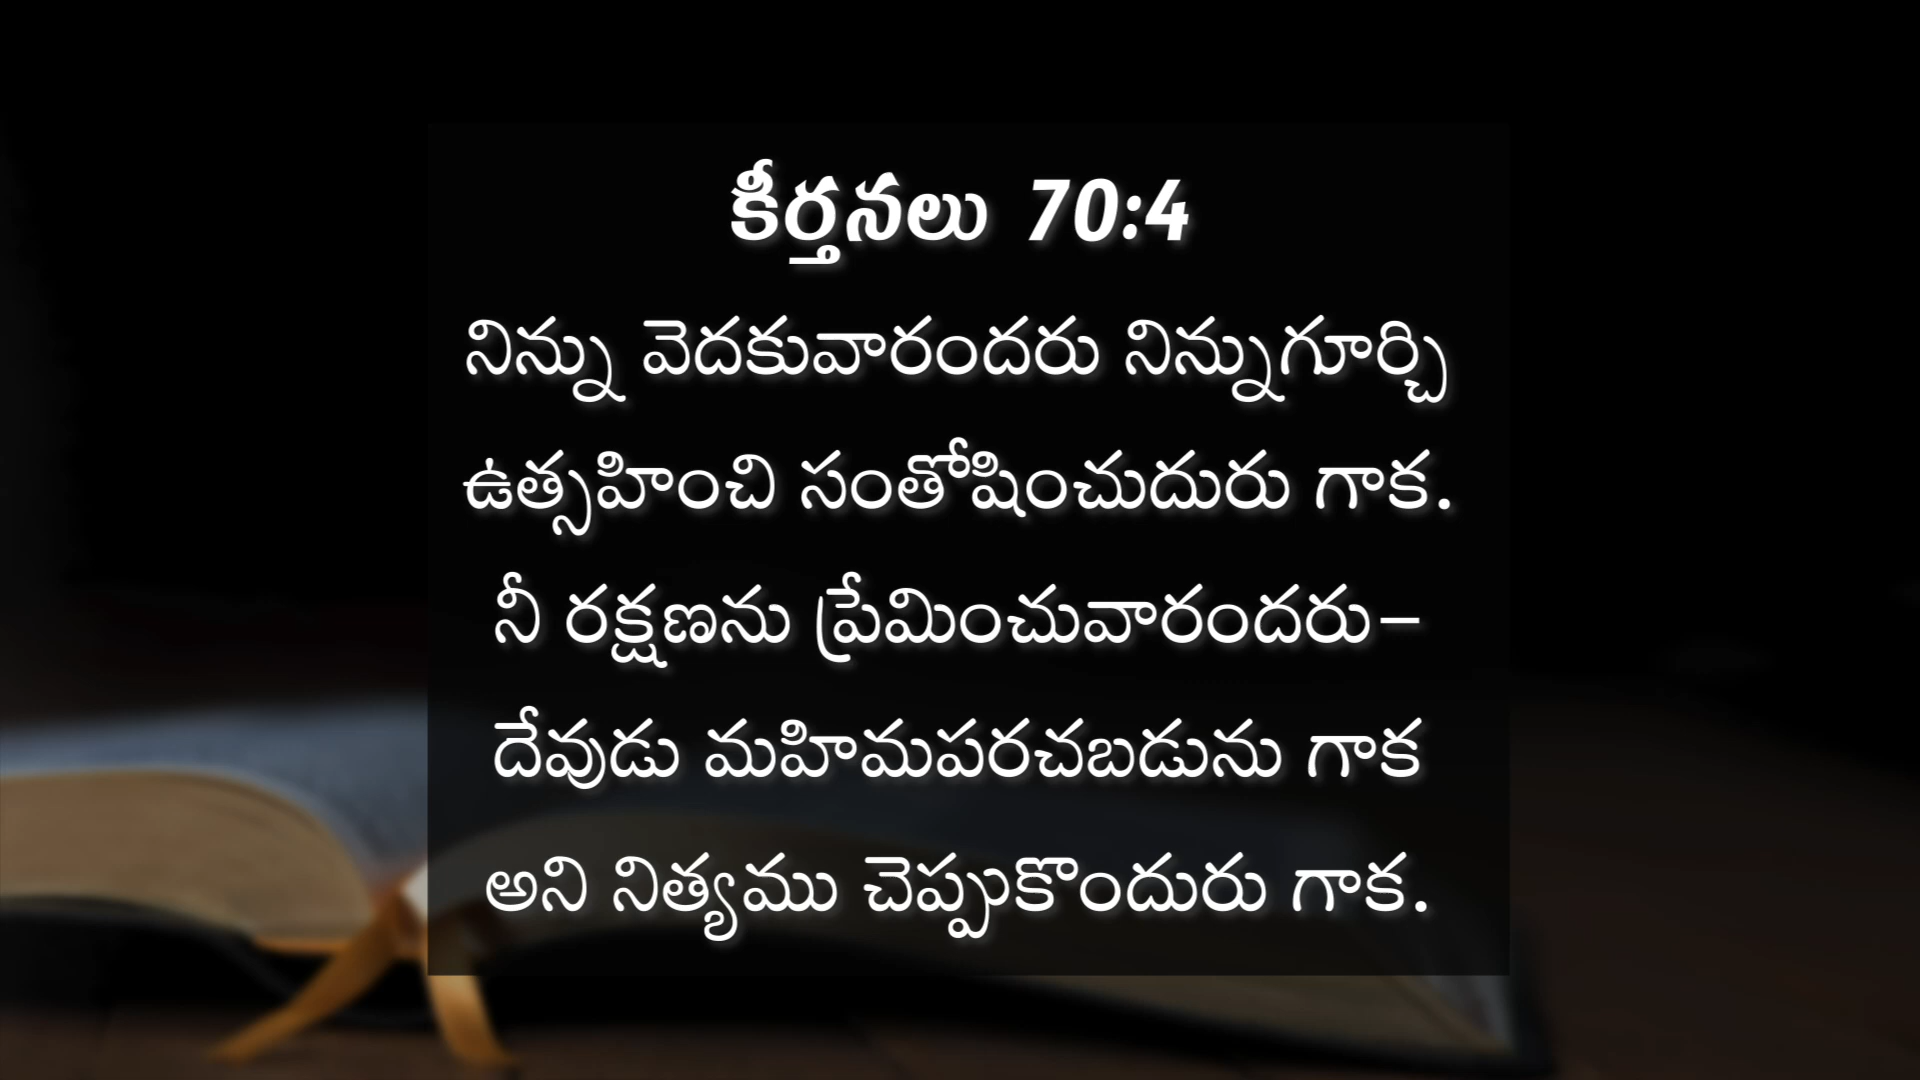 కీర్తనలు 70:4
నిన్ను వెదకువారందరు నిన్నుగూర్చి
ఉత్సహించి సంతోషించుదురు గాక.
నీ రక్షణను ప్రేమించువారందరు-
దేవుడు మహిమపరచబడును గాక
అని నిత్యము చెప్పుకొందురు గాక.